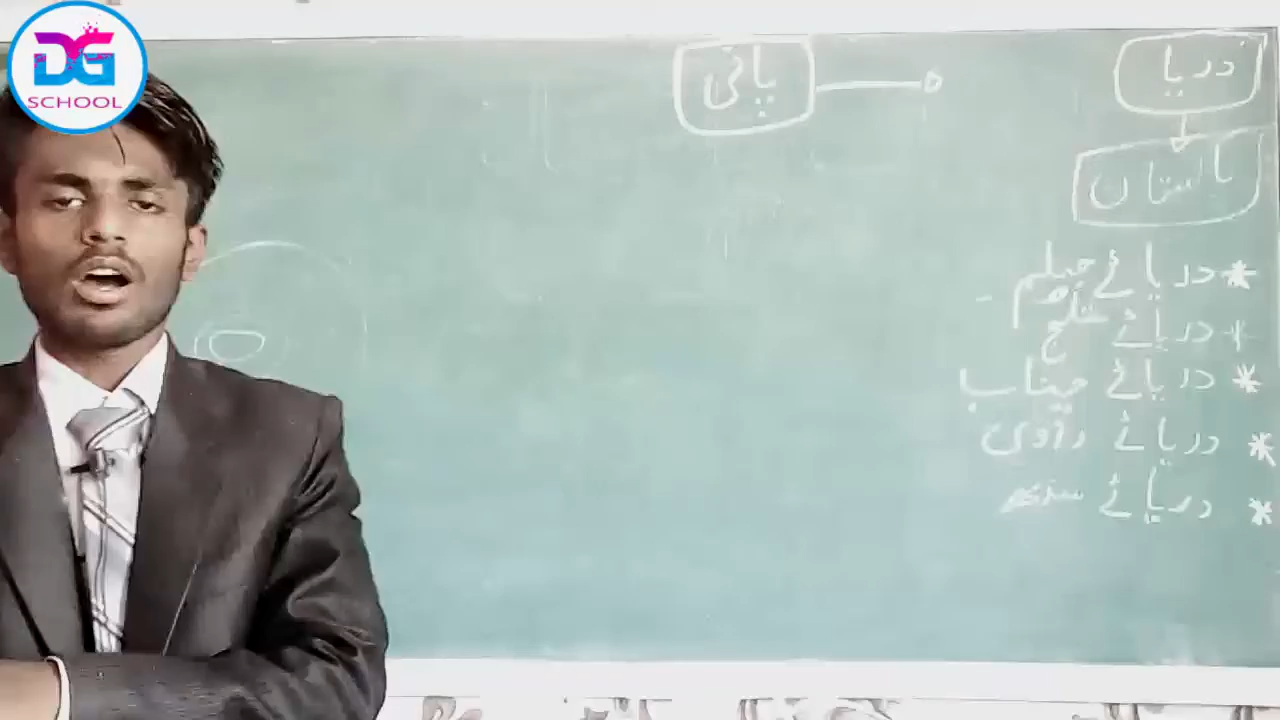 DG
SCHOOL
پانی
دریا
پاکستان
* دریائے جہلم -
* دریائے ستلج
* دریائے چناب
* دریائے راوی
* دریائے سندھ